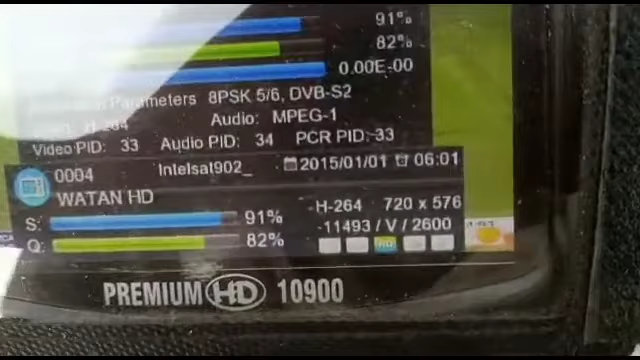 91%
82%
0.00E-00
Parameters 8PSK 5/6, DVB-S2
H-264 Audio: MPEG-1
Video PID: 33 Audio PID: 34 PCR PID: 33
0004 Intelsat902_ 2015/01/01 06:01
WATAN HD
S: 91% H-264 720 x 576
Q: 82% 11493 / V / 2600
HD
PREMIUM HD 10900